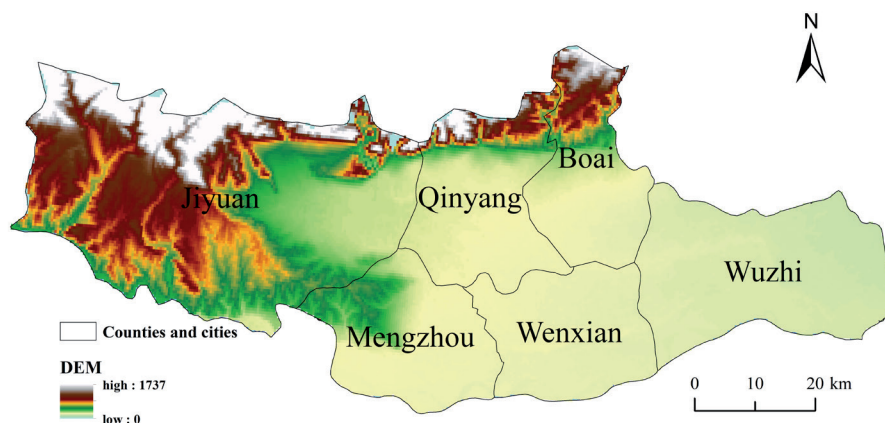 N
Boai
Jiyuan
Qinyang
Wuzhi
Mengzhou
Wenxian
Counties and cities
DEM
high : 1737
low : 0
0 10 20 km